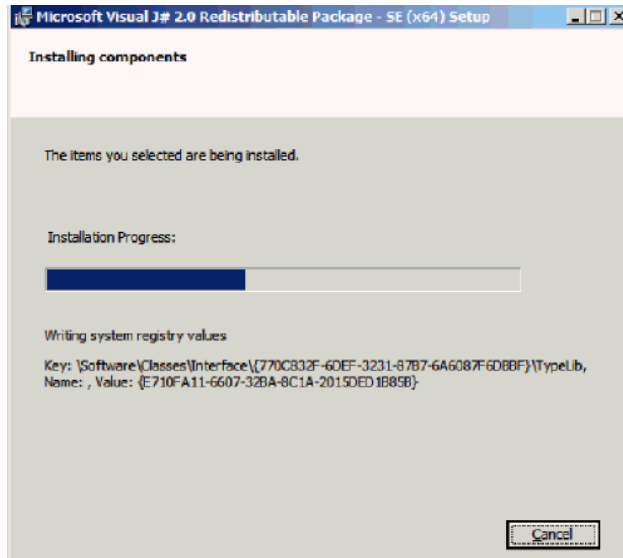 Microsoft Visual J# 2.0 Redistributable Package - SE (x64) Setup
Installing components
The items you selected are being installed.
Installation Progress:
Writing system registry values
Key: \Software\Classes\Interface\{770C832F-6DEF-3231-87B7-6A6087F6DBBF}\TypeLib,
Name: , Value: {E710FA11-6607-32BA-8C1A-2015DED1B85B}
Cancel